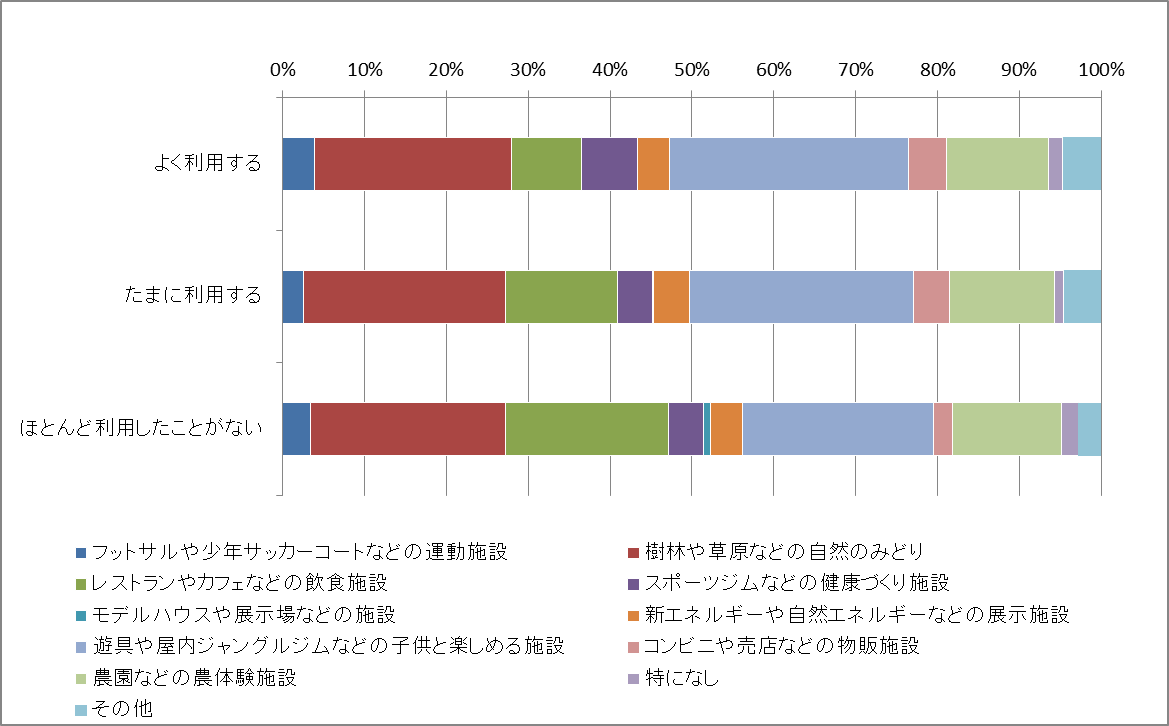 0% 10% 20% 30% 40% 50% 60% 70% 80% 90% 100%
よく利用する
たまに利用する
ほとんど利用したことがない
フットサルや少年サッカーコートなどの運動施設
樹林や草原などの自然のみどり
レストランやカフェなどの飲食施設
スポーツジムなどの健康づくり施設
モデルハウスや展示場などの施設
新エネルギーや自然エネルギーなどの展示施設
遊具や屋内ジャングルジムなどの子供と楽しめる施設
コンビニや売店などの物販施設
農園などの農体験施設
特になし
その他